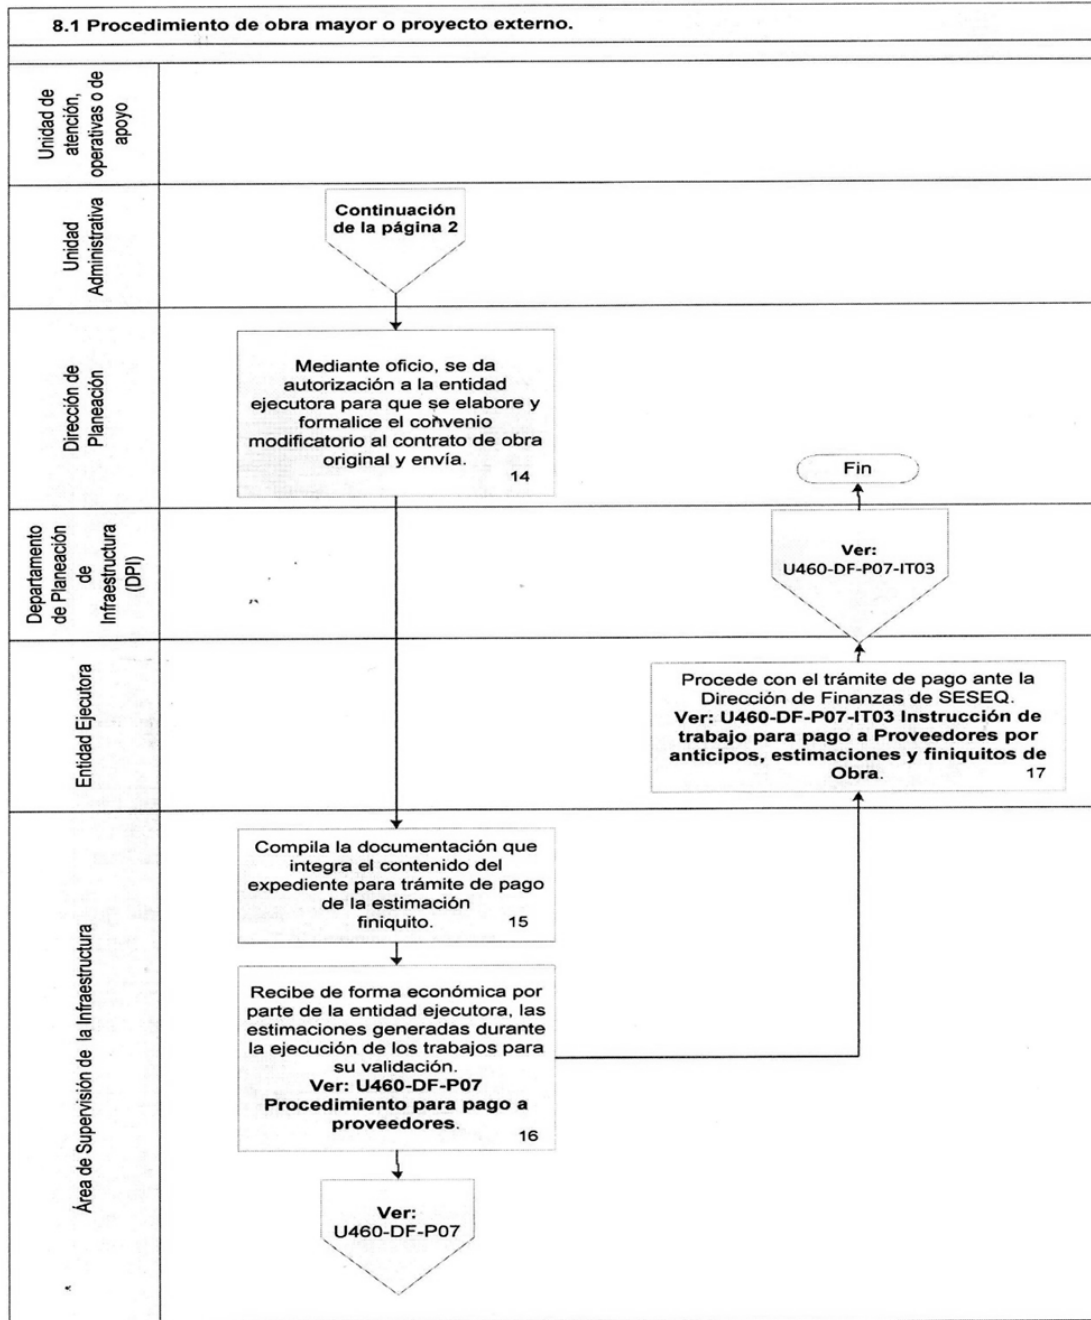 8.1 Procedimiento de obra mayor o proyecto externo.
Unidad de
atención,
operativas o de
apoyo
Unidad
Administrativa
Continuación
de la página 2
Dirección de
Planeación
Mediante oficio, se da
autorización a la entidad
ejecutora para que se elabore y
formalice el convenio
modificatorio al contrato de obra
original y envía.
14
Fin
Departamento
de Planeación
de
Infraestructura
(DPI)
Ver:
U460-DF-P07-IT03
Entidad Ejecutora
Procede con el trámite de pago ante la
Dirección de Finanzas de SESEQ.
Ver: U460-DF-P07-IT03 Instrucción de
trabajo para pago a Proveedores por
anticipos, estimaciones y finiquitos de
Obra. 17
Área de Supervisión de la Infraestructura
Compila la documentación que
integra el contenido del
expediente para trámite de pago
de la estimación
finiquito. 15
Recibe de forma económica por
parte de la entidad ejecutora, las
estimaciones generadas durante
la ejecución de los trabajos para
su validación.
Ver: U460-DF-P07
Procedimiento para pago a
proveedores.
16
Ver:
U460-DF-P07